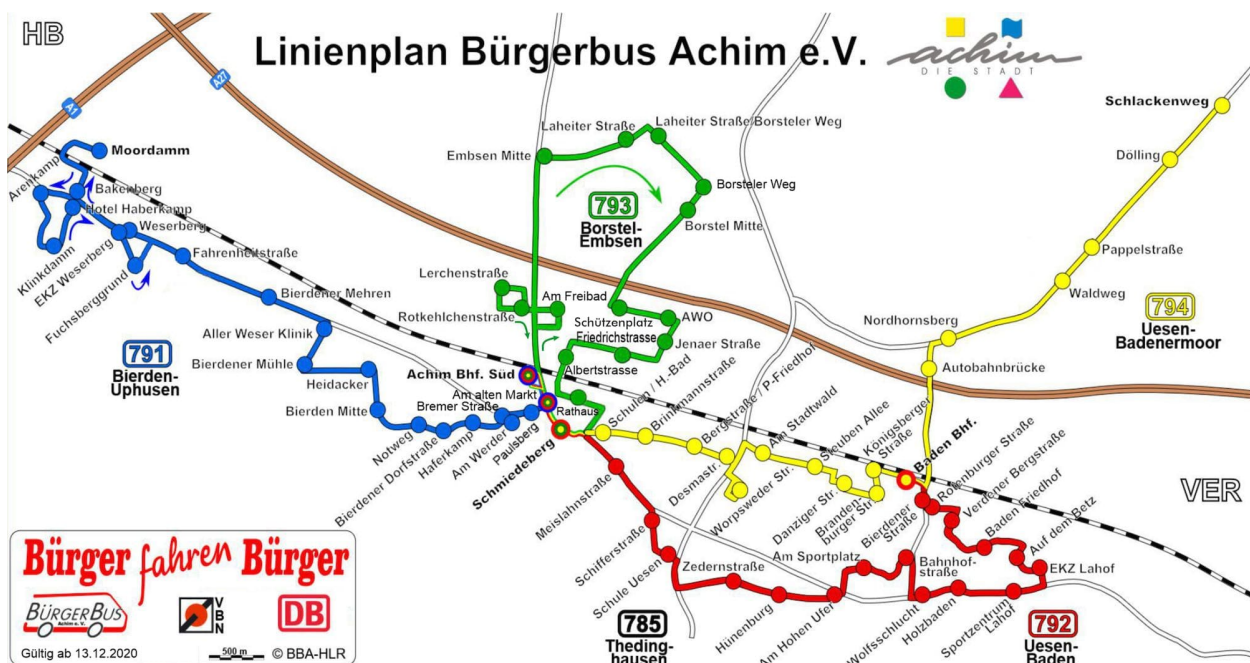 HB
Linienplan Bürgerbus Achim e.V.
achim
DIE STADT
A1
A27
Schlackenweg
Dölling
Pappelstraße
Waldweg
794
Uesen-
Badenermoor
Nordhornsberg
Autobahnbrücke
Laheiter Straße
Laheiter Straße/Borsteler Weg
Embsen Mitte
Borsteler Weg
793
Borstel-
Embsen
Borstel Mitte
Lerchenstraße
Am Freibad
Rotkehlchenstraße
Schützenplatz
Friedrichstrasse
AWO
Jenaer Straße
Albertstrasse
Moordamm
Arenkamp
Bakenberg
Hotel Haberkamp
Weserberg
Klinkdamm
EKZ Weserberg
Fuchsberggrund
Fahrenheitstraße
Bierdener Mehren
Aller Weser Klinik
791
Bierden-
Uphusen
Bierdener Mühle
Heidacker
Bierden Mitte
Achim Bhf. Süd
Am alten Markt
Bremer Straße
Rathaus
Notweg
Bierdener Dorfstraße
Haferkamp
Am Werder
Paulsberg
Schmiedeberg
Schulen / H.-Bad
Brinkmannstraße
Bergstraße / P-Friedhof
Am Stadtwald
Steuben Allee
Königsberger
Straße
Baden Bhf.
Desmastr.
Worpsweder Str.
Danziger Str.
Branden-
burger Str.
Bierdener
Straße
Rotenburger Straße
Verdener Bergstraße
Baden Friedhof
Auf dem Betz
VER
Meislahnstraße
Schifferstraße
Schule Uesen
Zedernstraße
Hünenburg
Am Hohen Ufer
Am Sportplatz
Bahnhof-
straße
EKZ Lahof
Wolfsschlucht
Holzbaden
Sportzentrum
Lahof
785
Theding-
hausen
792
Uesen-
Baden
Bürger fahren Bürger
BÜRGERBUS
Achim e. V.
VBN
DB
Gültig ab 13.12.2020
500 m
© BBA-HLR